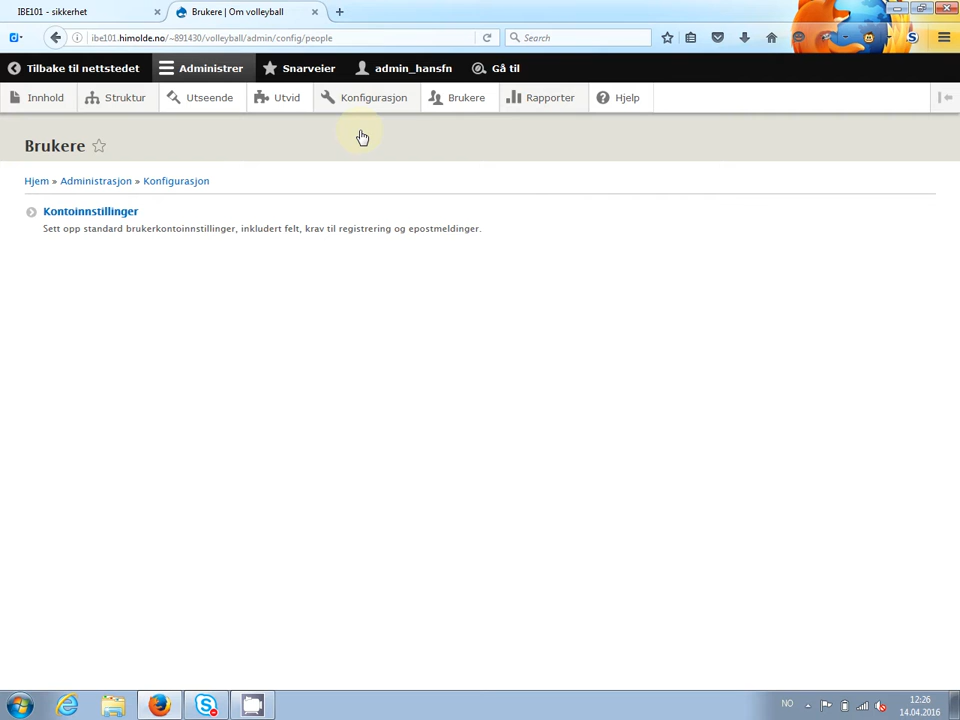 IBE101 - sikkerhet
Brukere | Om volleyball
ibe101.himolde.no/~891430/volleyball/admin/config/people
Search
Tilbake til nettstedet
Administrer
Snarveier
admin_hansfn
Gå til
Innhold
Struktur
Utseende
Utvid
Konfigurasjon
Brukere
Rapporter
Hjelp
Brukere
Hjem » Administrasjon » Konfigurasjon
Kontoinnstillinger
Sett opp standard brukerkontoinnstillinger, inkludert felt, krav til registrering og epostmeldinger.
NO
12:26
14.04.2016